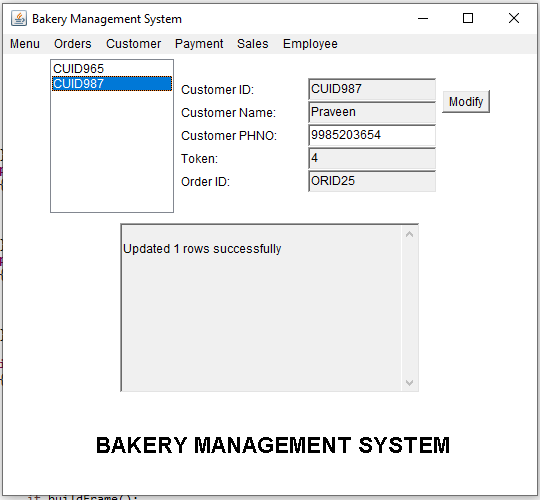 Bakery Management System
Menu Orders Customer Payment Sales Employee
CUID965
CUID987
Customer ID: CUID987
Modify
Customer Name: Praveen
Customer PHNO: 9985203654
Token: 4
Order ID: ORID25
Updated 1 rows successfully
BAKERY MANAGEMENT SYSTEM
if buildFrame();